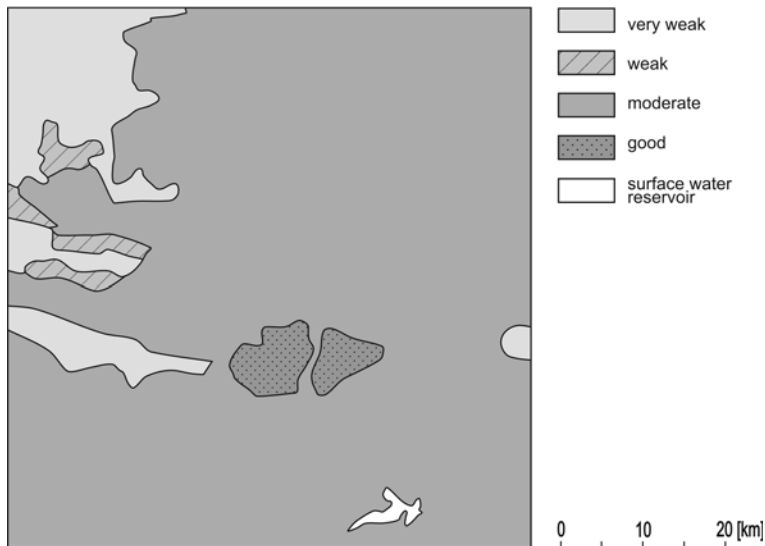 very weak
weak
moderate
good
surface water
reservoir
0 10 20 [km]